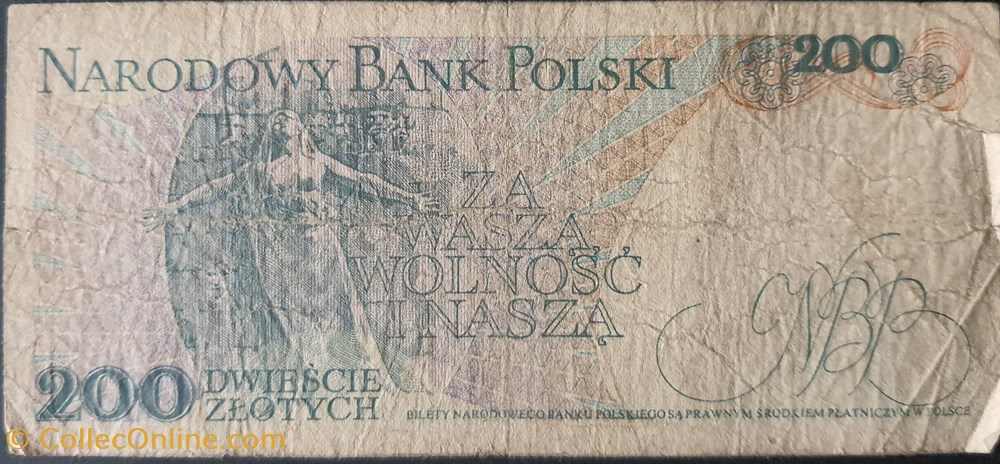 NARODOWY BANK POLSKI
200
ZA
WASZĄ
WOLNOŚĆ
I NASZĄ
NBP
200 DWIEŚCIE
ZŁOTYCH
BILETY NARODOWEGO BANKU POLSKIEGO SĄ PRAWNYM ŚRODKIEM PŁATNICZYM W POLSCE
© CollecOnline.com